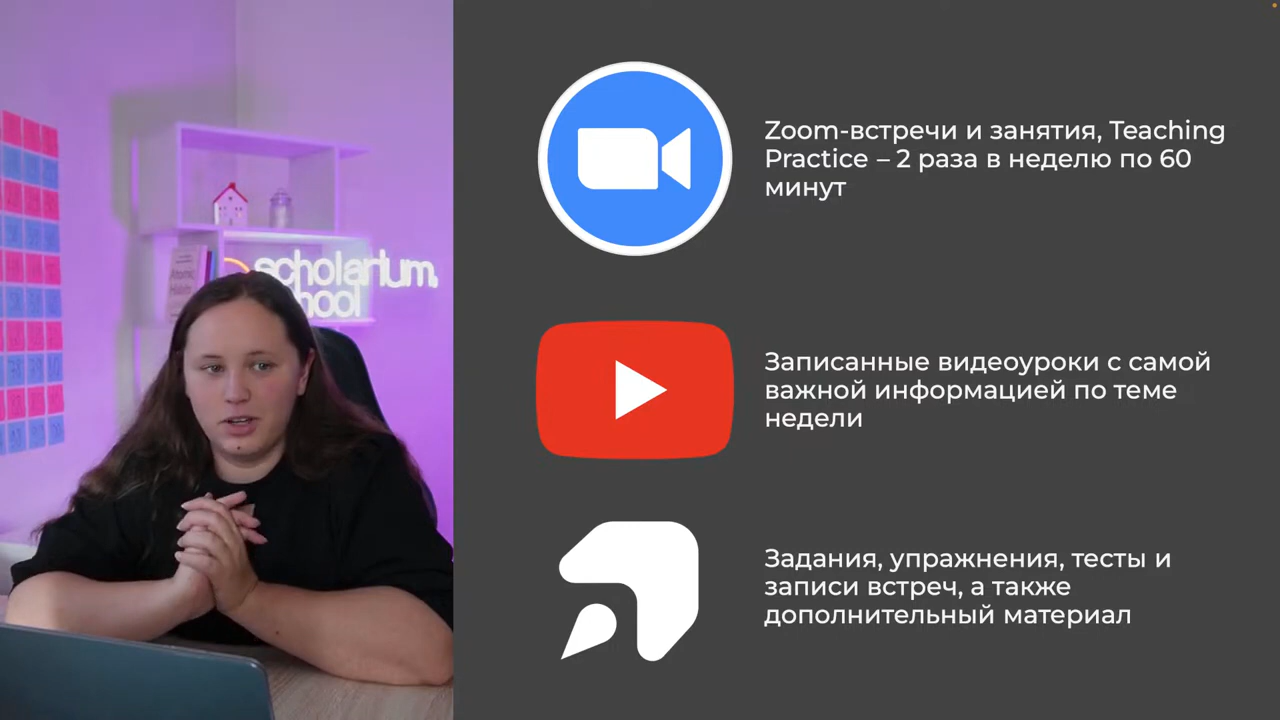 scholarium.
Zoom-встречи и занятия, Teaching
Practice – 2 раза в неделю по 60
минут
Записанные видеоуроки с самой
важной информацией по теме
недели
Задания, упражнения, тесты и
записи встреч, а также
дополнительный материал